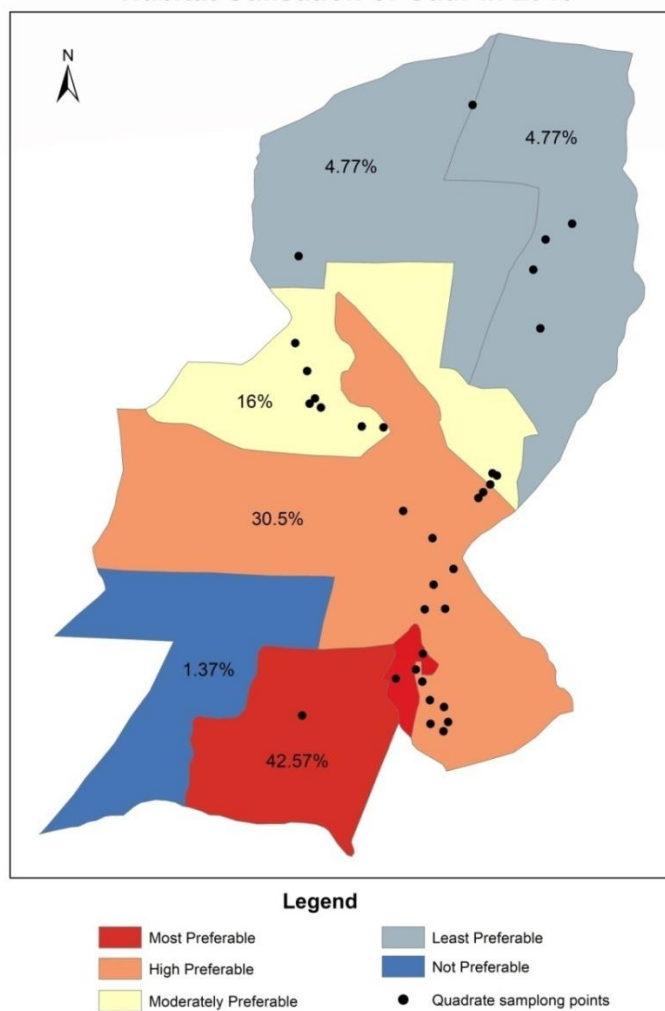 N
4.77%
4.77%
16%
30.5%
1.37%
42.57%
Legend
Most Preferable
High Preferable
Moderately Preferable
Least Preferable
Not Preferable
Quadrate samplong points